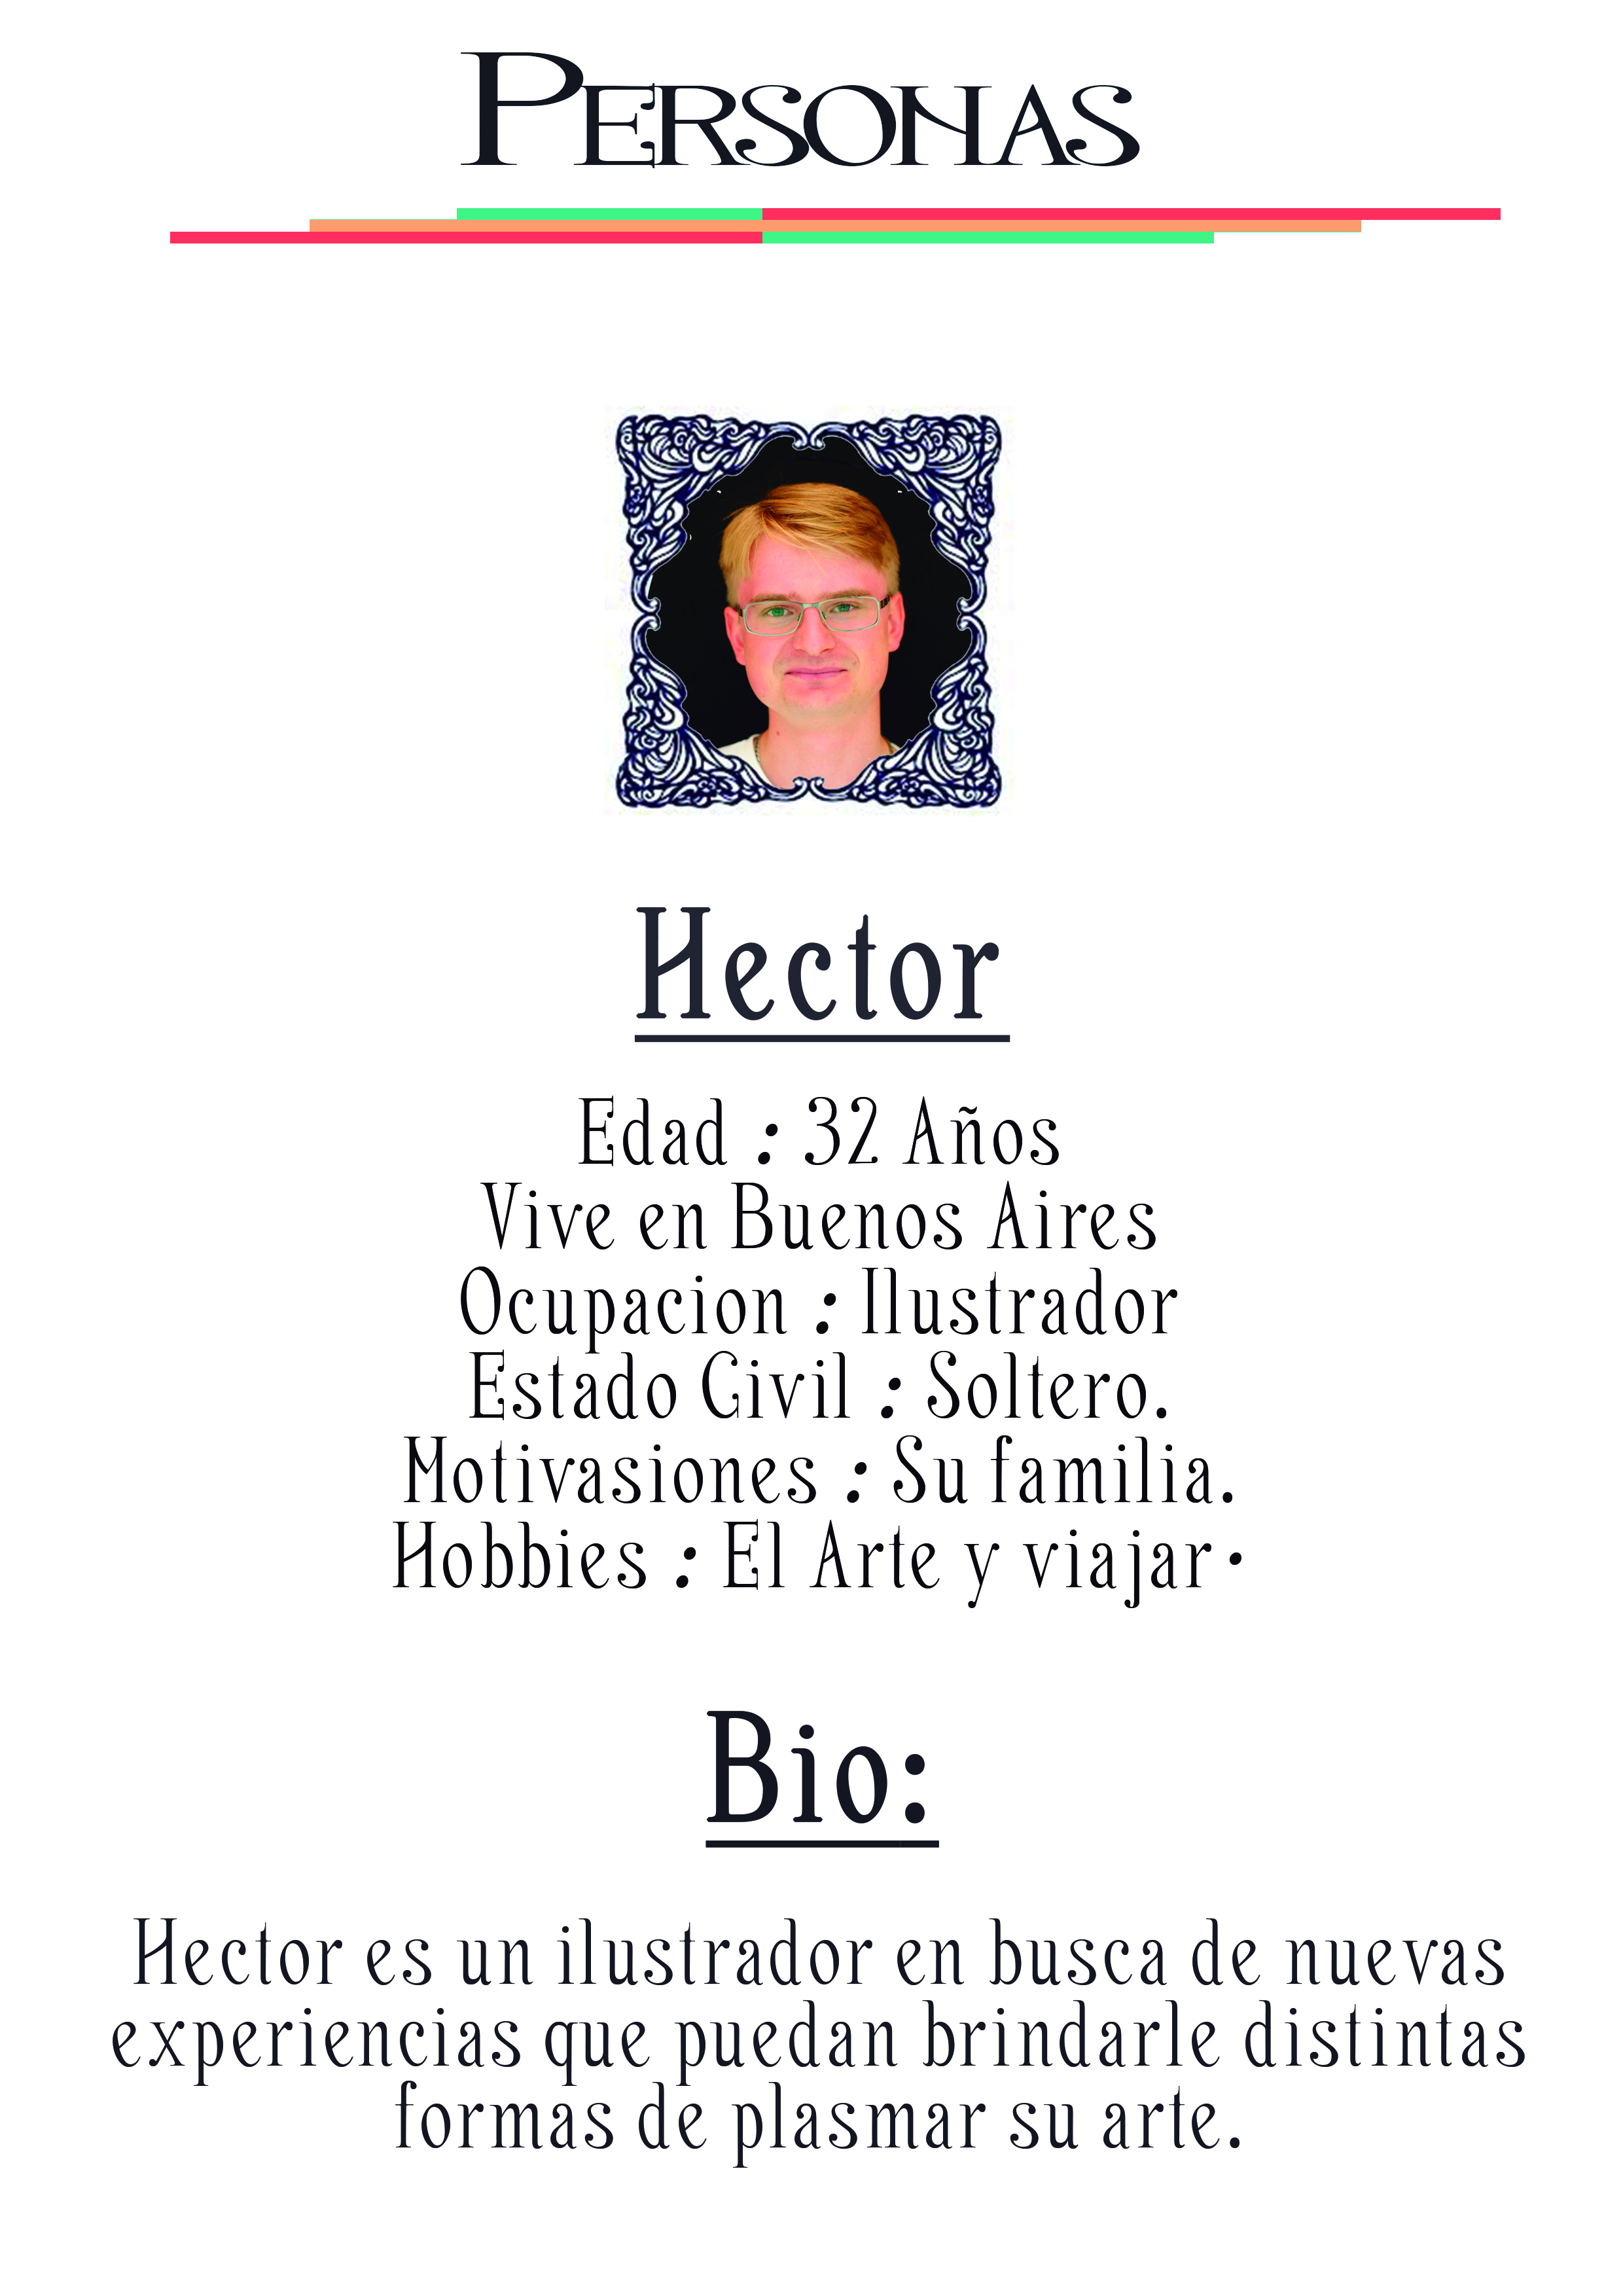 Personas
Hector
Edad : 32 Años
Vive en Buenos Aires
Ocupacion : Ilustrador
Estado Civil : Soltero.
Motivasiones : Su familia.
Hobbies : El Arte y viajar.
Bio:
Hector es un ilustrador en busca de nuevas
experiencias que puedan brindarle distintas
formas de plasmar su arte.